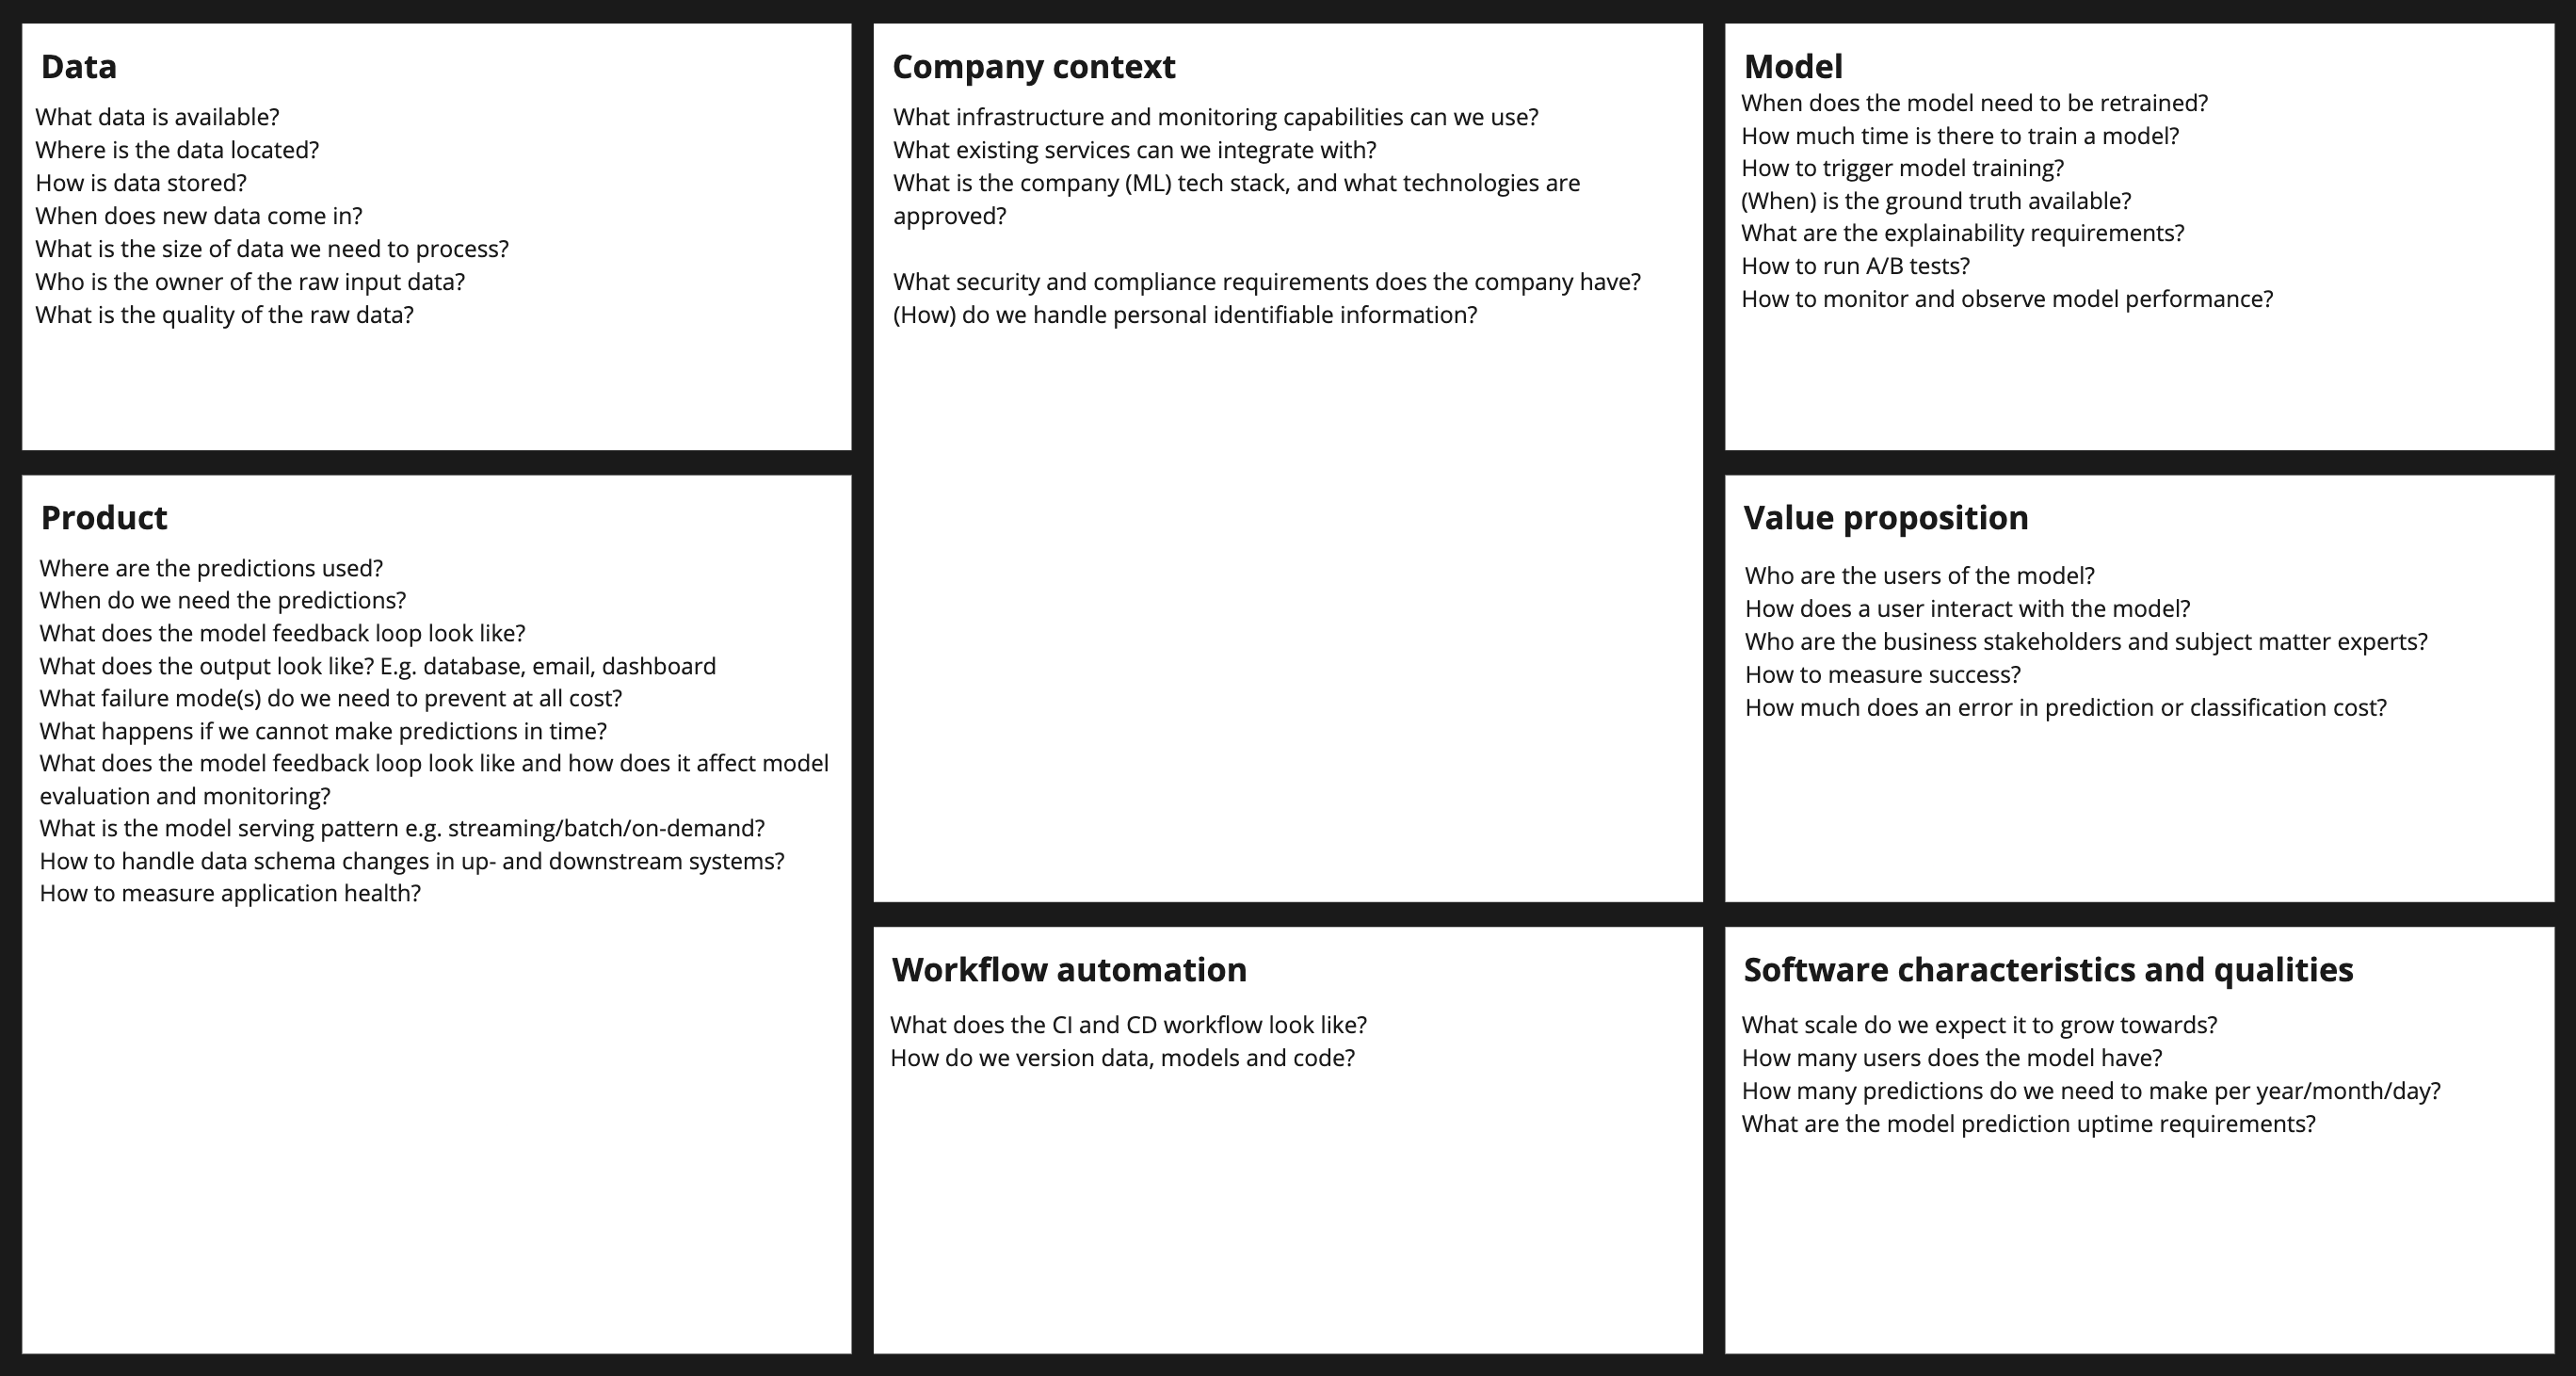 Data
What data is available?
Where is the data located?
How is data stored?
When does new data come in?
What is the size of data we need to process?
Who is the owner of the raw input data?
What is the quality of the raw data?
Company context
What infrastructure and monitoring capabilities can we use?
What existing services can we integrate with?
What is the company (ML) tech stack, and what technologies are
approved?
What security and compliance requirements does the company have?
(How) do we handle personal identifiable information?
Model
When does the model need to be retrained?
How much time is there to train a model?
How to trigger model training?
(When) is the ground truth available?
What are the explainability requirements?
How to run A/B tests?
How to monitor and observe model performance?
Product
Where are the predictions used?
When do we need the predictions?
What does the model feedback loop look like?
What does the output look like? E.g. database, email, dashboard
What failure mode(s) do we need to prevent at all cost?
What happens if we cannot make predictions in time?
What does the model feedback loop look like and how does it affect model
evaluation and monitoring?
What is the model serving pattern e.g. streaming/batch/on-demand?
How to handle data schema changes in up- and downstream systems?
How to measure application health?
Value proposition
Who are the users of the model?
How does a user interact with the model?
Who are the business stakeholders and subject matter experts?
How to measure success?
How much does an error in prediction or classification cost?
Workflow automation
What does the CI and CD workflow look like?
How do we version data, models and code?
Software characteristics and qualities
What scale do we expect it to grow towards?
How many users does the model have?
How many predictions do we need to make per year/month/day?
What are the model prediction uptime requirements?